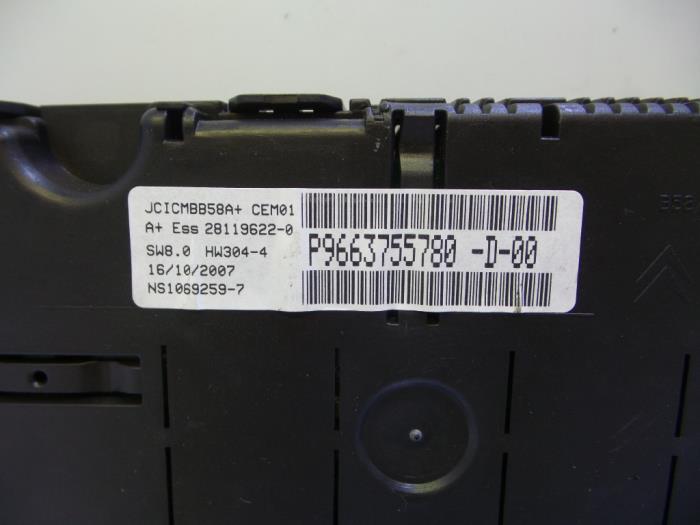 JCICMBB58A+ CEM01
A+ Ess 28119622-0
SW8.0 HW304-4
16/10/2007
NS1069259-7
P9663755780 -D-00